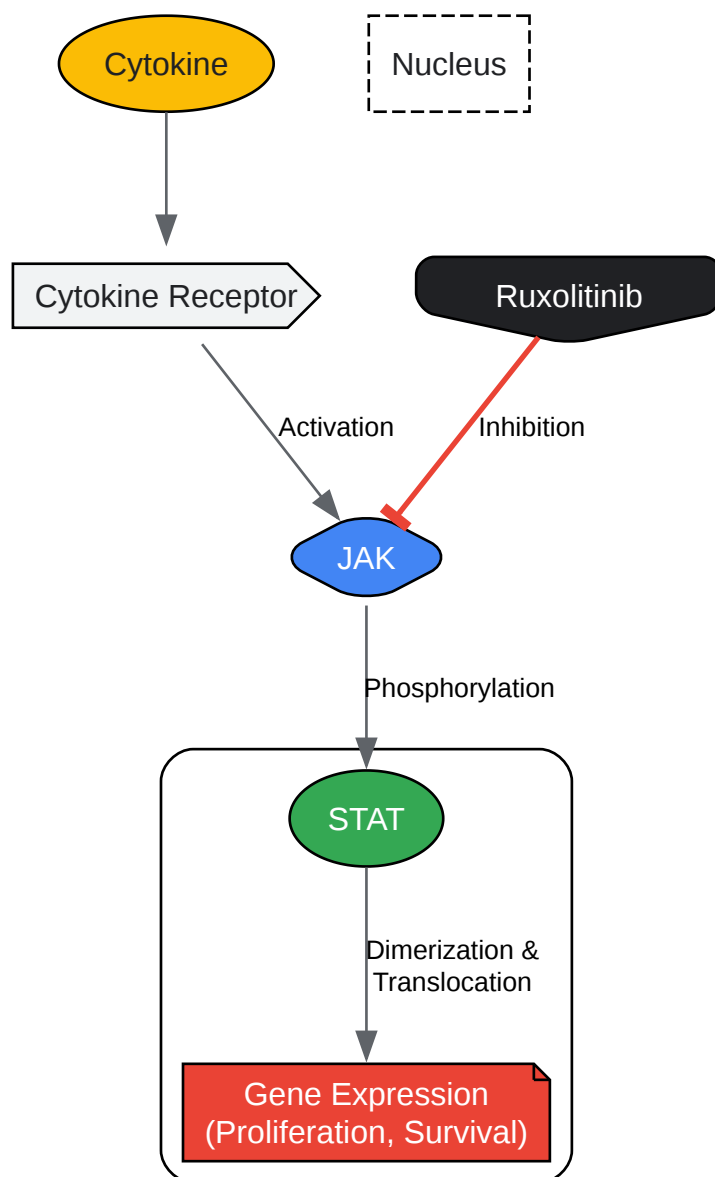 Cytokine
Nucleus
Cytokine Receptor
Ruxolitinib
Activation
Inhibition
JAK
Phosphorylation
STAT
Dimerization &
Translocation
Gene Expression
(Proliferation, Survival)